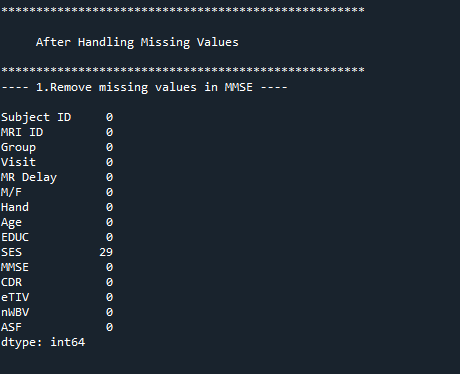 ****************************************************
After Handling Missing Values
****************************************************
---- 1.Remove missing values in MMSE ----
Subject ID     0
MRI ID         0
Group          0
Visit          0
MR Delay       0
M/F            0
Hand           0
Age            0
EDUC           0
SES           29
MMSE           0
CDR            0
eTIV           0
nWBV           0
ASF            0
dtype: int64